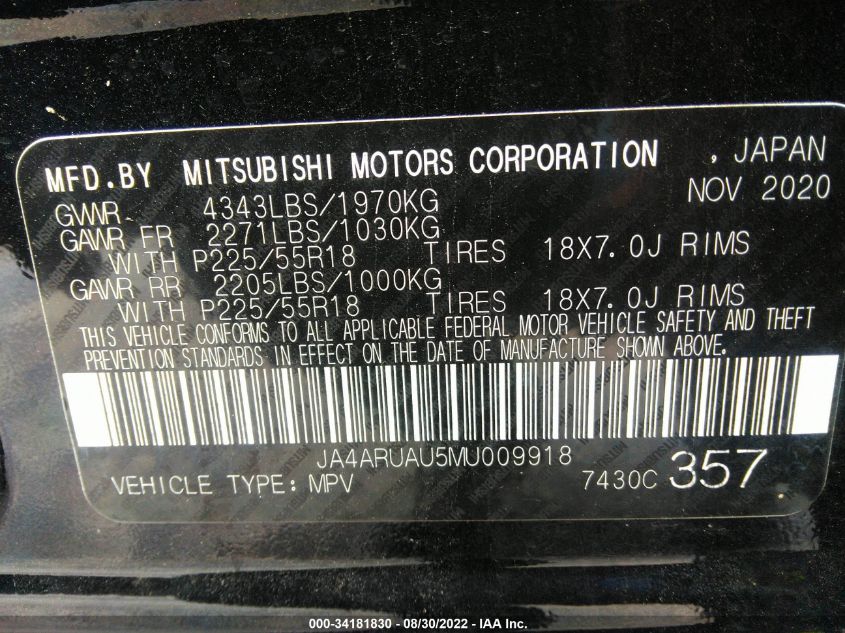 MFD.BY MITSUBISHI MOTORS CORPORATION , JAPAN
NOV 2020
GVWR 4343LBS/1970KG
GAWR FR 2271LBS/1030KG
WITH P225/55R18 TIRES 18X7.0J RIMS
GAWR RR 2205LBS/1000KG
WITH P225/55R18 TIRES 18X7.0J RIMS
THIS VEHICLE CONFORMS TO ALL APPLICABLE FEDERAL MOTOR VEHICLE SAFETY AND THEFT
PREVENTION STANDARDS IN EFFECT ON THE DATE OF MANUFACTURE SHOWN ABOVE.
JA4ARUAU5MU009918
VEHICLE TYPE: MPV 7430C 357
000-34181830 - 08/30/2022 - IAA Inc.